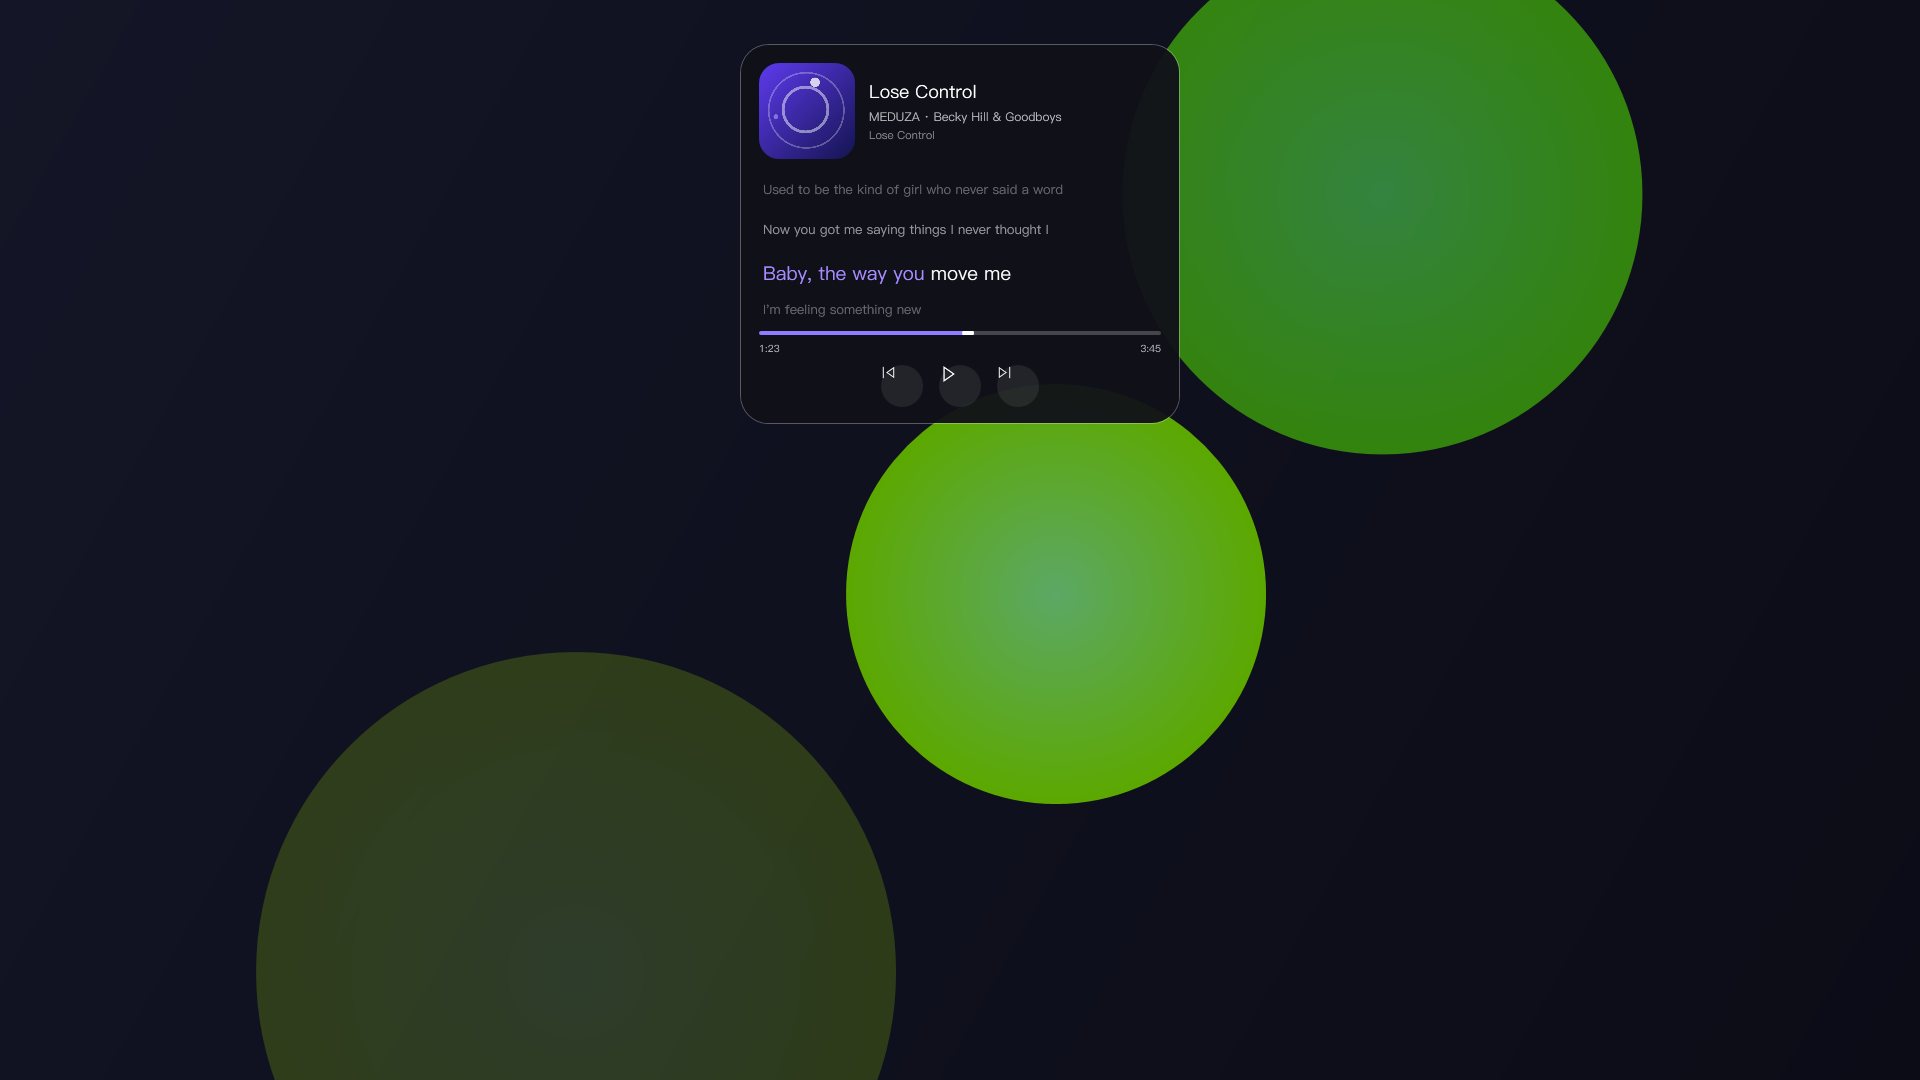 Lose Control
MEDUZA · Becky Hill & Goodboys
Lose Control
Used to be the kind of girl who never said a word
Now you got me saying things I never thought I
Baby, the way you move me
I'm feeling something new
1:23
3:45